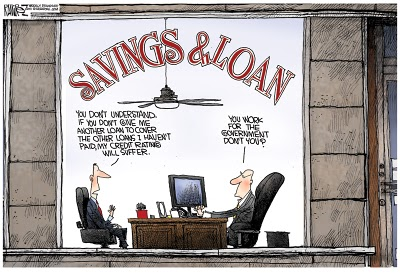 SAVINGS & LOAN
YOU DON'T UNDERSTAND.
IF YOU DON'T GIVE ME
ANOTHER LOAN TO COVER
THE OTHER LOANS I HAVEN'T
PAID, MY CREDIT RATING
WILL SUFFER.
YOU WORK
FOR THE
GOVERNMENT
DON'T YOU?